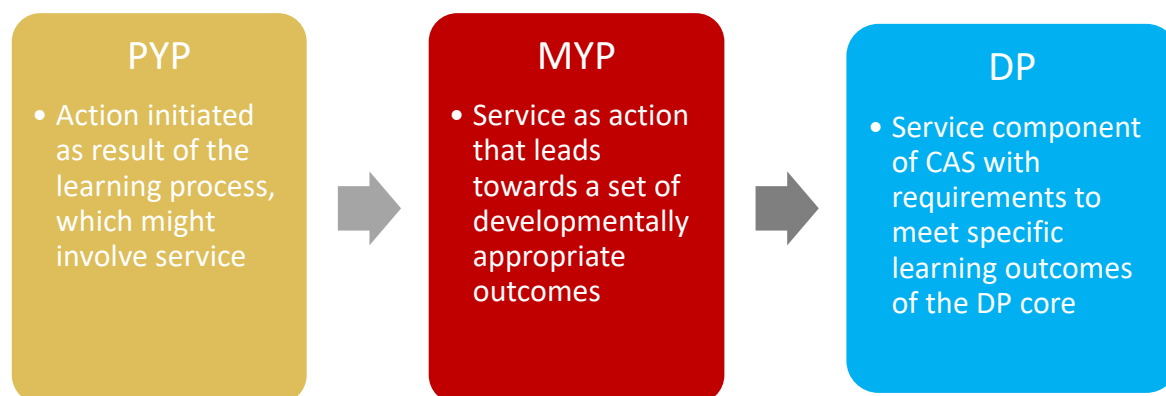 PYP
• Action initiated
as result of the
learning process,
which might
involve service
MYP
• Service as action
that leads
towards a set of
developmentally
appropriate
outcomes
DP
• Service component
of CAS with
requirements to
meet specific
learning outcomes
of the DP core